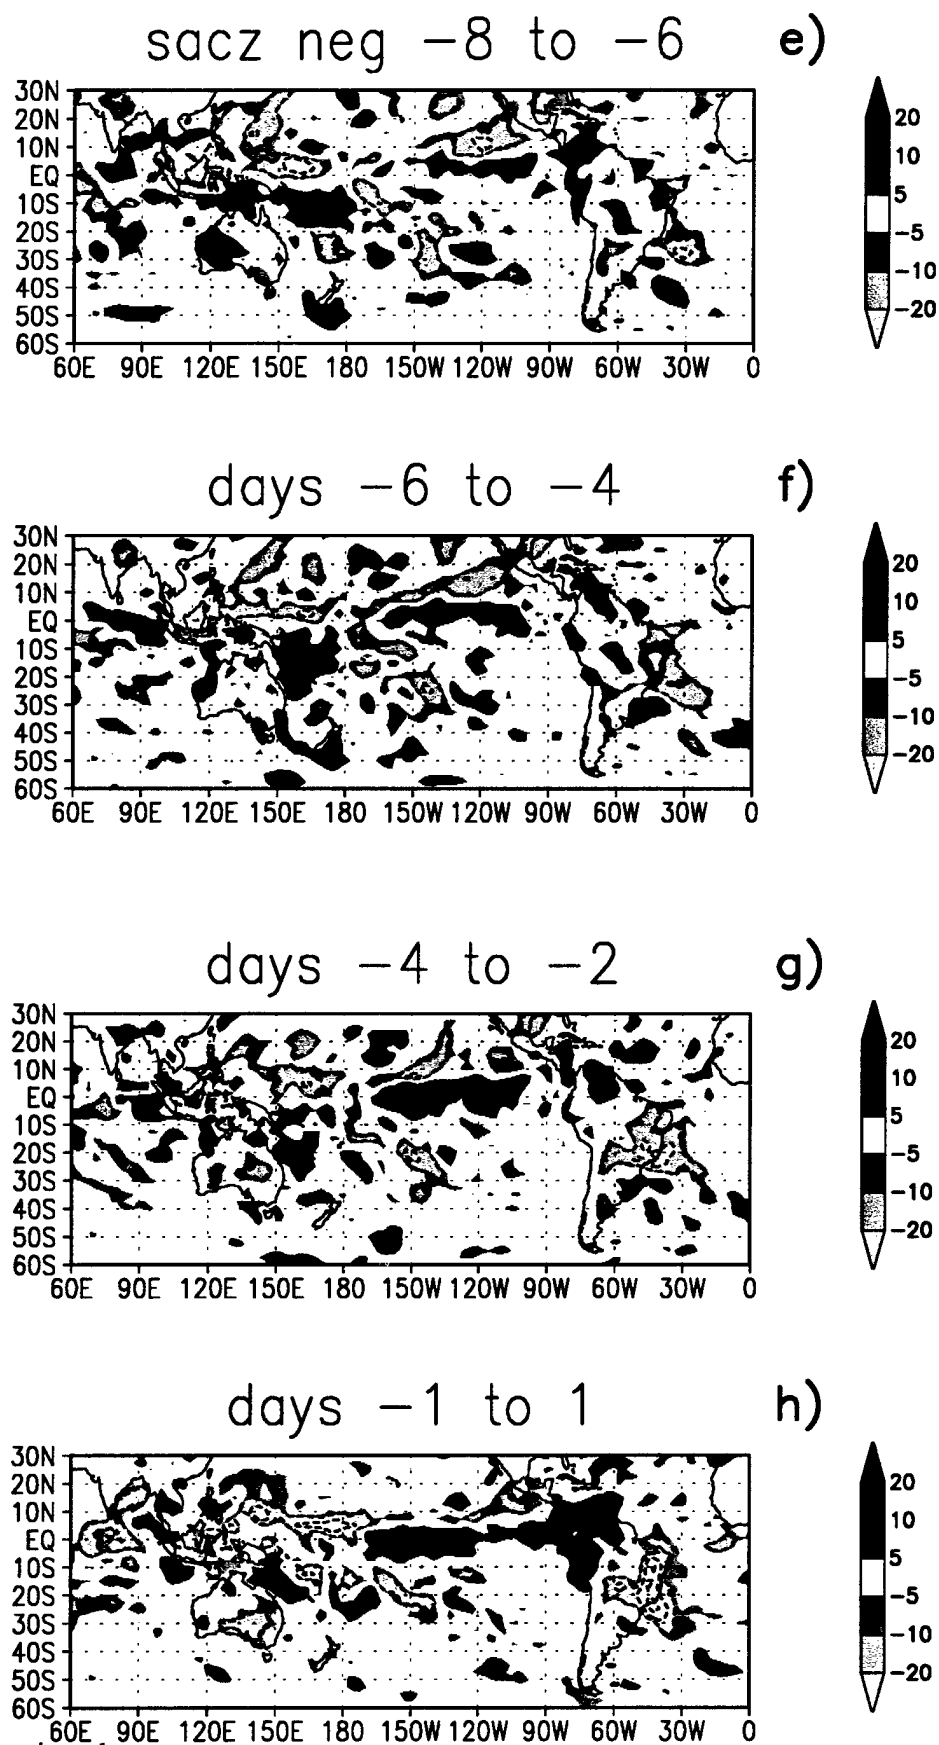 sacz neg −8 to −6
e)
30N
20N
10N
EQ
10S
20S
30S
40S
50S
60S
60E 90E 120E 150E 180 150W 120W 90W 60W 30W 0
20
10
5
−5
−10
−20
days −6 to −4
f)
30N
20N
10N
EQ
10S
20S
30S
40S
50S
60S
60E 90E 120E 150E 180 150W 120W 90W 60W 30W 0
20
10
5
−5
−10
−20
days −4 to −2
g)
30N
20N
10N
EQ
10S
20S
30S
40S
50S
60S
60E 90E 120E 150E 180 150W 120W 90W 60W 30W 0
20
10
5
−5
−10
−20
days −1 to 1
h)
30N
20N
10N
EQ
10S
20S
30S
40S
50S
60S
60E 90E 120E 150E 180 150W 120W 90W 60W 30W 0
20
10
5
−5
−10
−20